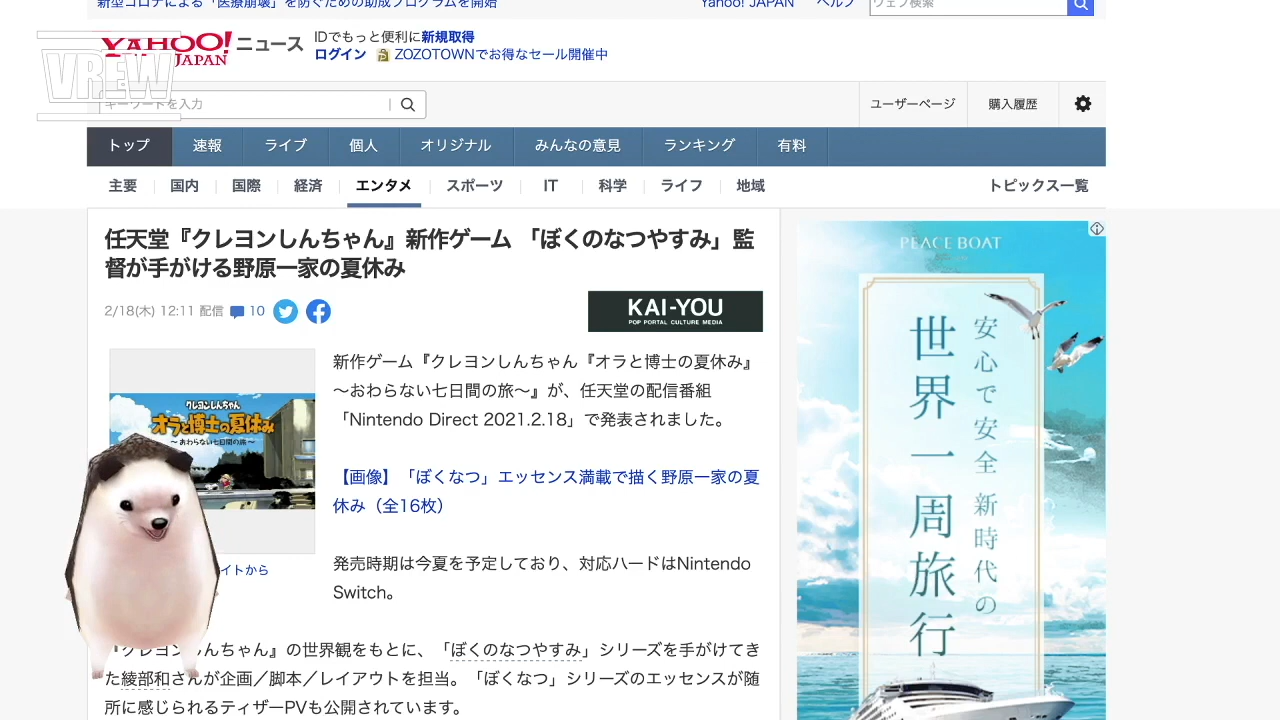 新型コロナによる「医療崩壊」を防ぐための助成プログラムを開始
Yahoo! JAPAN ヘルプ
ウェブ検索
YAHOO! JAPAN ニュース
IDでもっと便利に新規取得
ログイン ZOZOTOWNでお得なセール開催中
VREW
キーワードを入力
ユーザーページ 購入履歴
トップ 速報 ライブ 個人 オリジナル みんなの意見 ランキング 有料
主要 国内 国際 経済 エンタメ スポーツ IT 科学 ライフ 地域 トピックス一覧
任天堂『クレヨンしんちゃん』新作ゲーム 「ぼくのなつやすみ」監
督が手がける野原一家の夏休み
2/18(木) 12:11 配信 10
KAI-YOU
POP PORTAL CULTURE MEDIA
クレヨンしんちゃん
オラと博士の夏休み
〜おわらない七日間の旅〜
イトから
新作ゲーム『クレヨンしんちゃん『オラと博士の夏休み』
〜おわらない七日間の旅〜』が、任天堂の配信番組
「Nintendo Direct 2021.2.18」で発表されました。
【画像】「ぼくなつ」エッセンス満載で描く野原一家の夏
休み（全16枚）
発売時期は今夏を予定しており、対応ハードはNintendo
Switch。
『クレヨンしんちゃん』の世界観をもとに、「ぼくのなつやすみ」シリーズを手がけてき
た綾部和さんが企画／脚本／レイアウトを担当。「ぼくなつ」シリーズのエッセンスが随
所に感じられるティザーPVも公開されています。
PEACE BOAT
安心で安全 新時代の
世界一周旅行